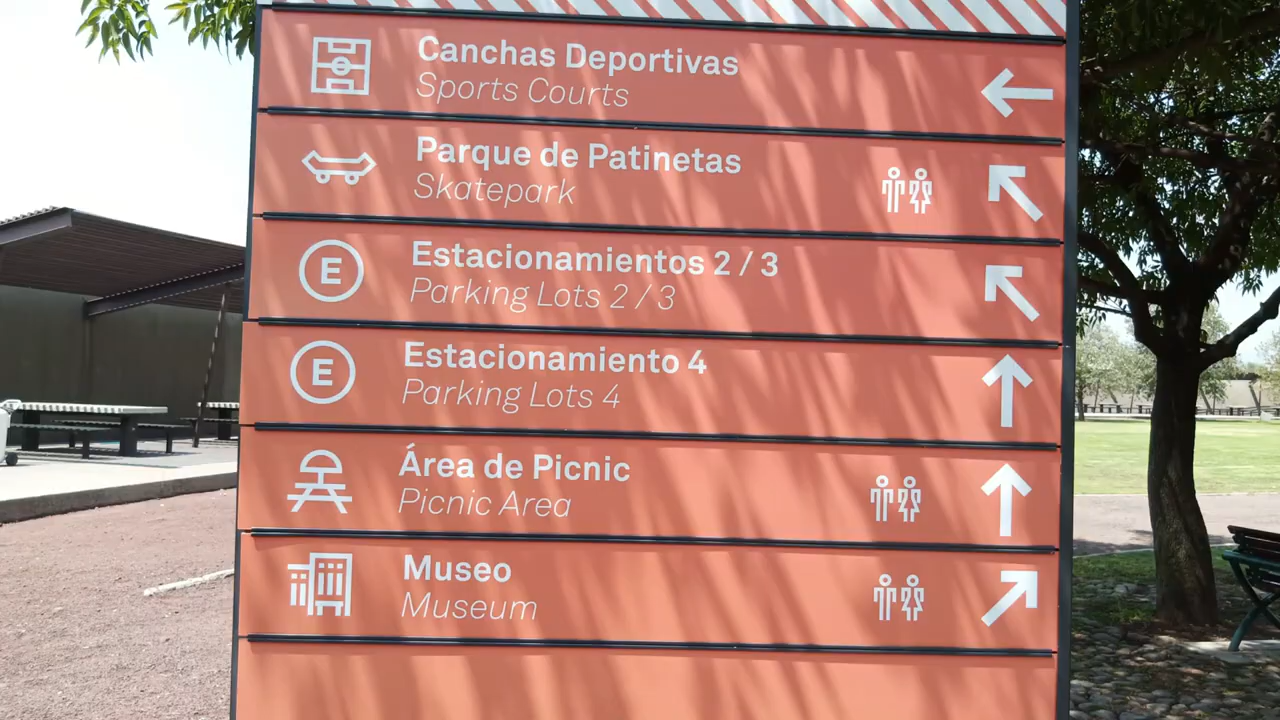 Canchas Deportivas
Sports Courts
Parque de Patinetas
Skatepark
E
Estacionamientos 2 / 3
Parking Lots 2 / 3
E
Estacionamiento 4
Parking Lots 4
Área de Picnic
Picnic Area
Museo
Museum